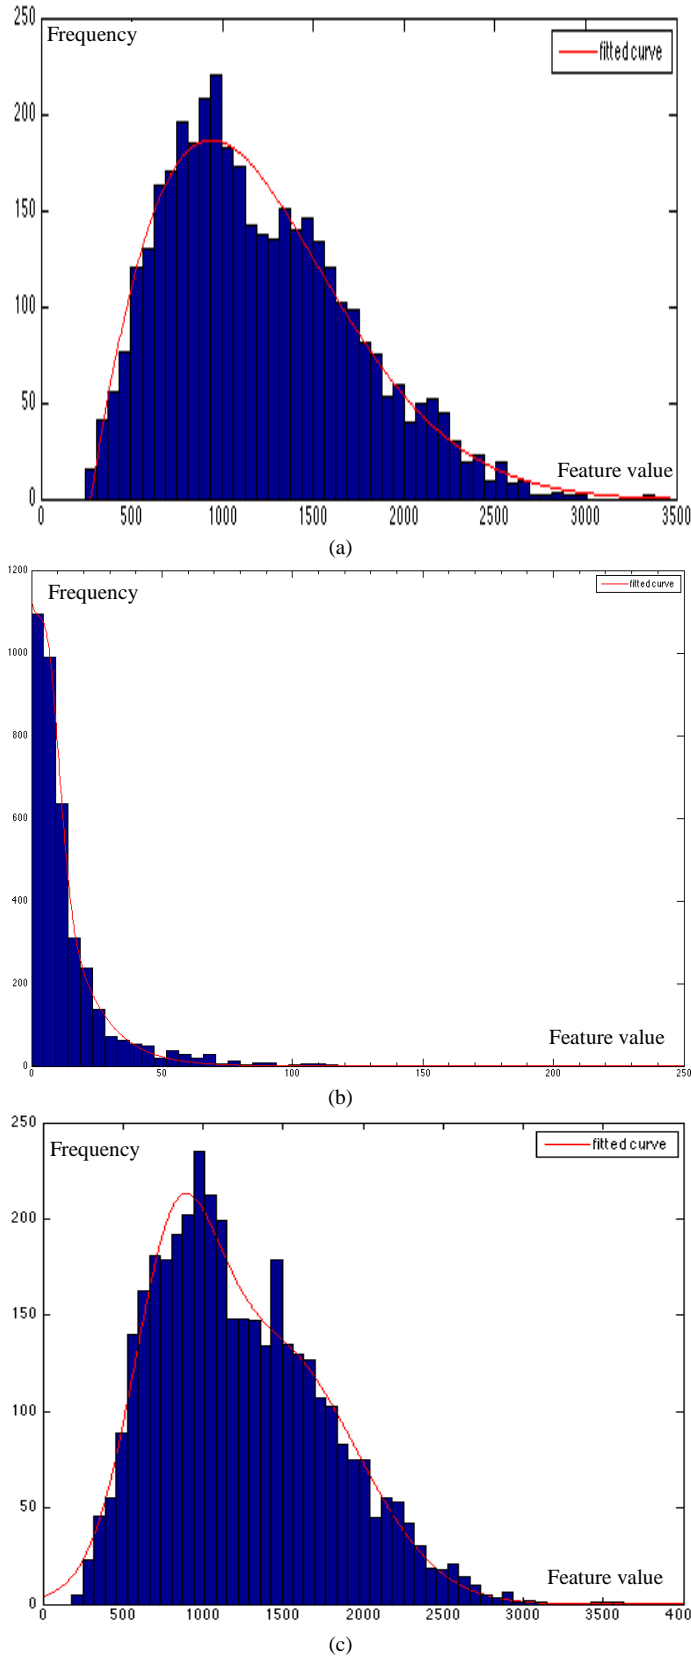 250
Frequency
fitted curve
200
150
100
50
Feature value
0
0 500 1000 1500 2000 2500 3000 3500
(a)
1200
Frequency
fitted curve
1000
800
600
400
200
Feature value
0
0 50 100 150 200 250
(b)
250
Frequency
fitted curve
200
150
100
50
Feature value
0
0 500 1000 1500 2000 2500 3000 3500 400
(c)